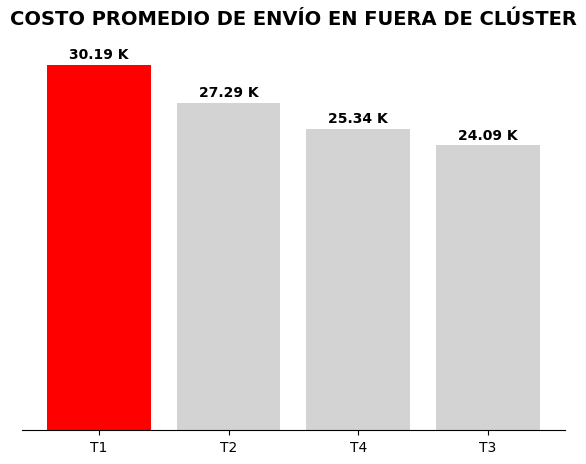 COSTO PROMEDIO DE ENVÍO EN FUERA DE CLÚSTER
30.19 K
27.29 K
25.34 K
24.09 K
T1 T2 T4 T3